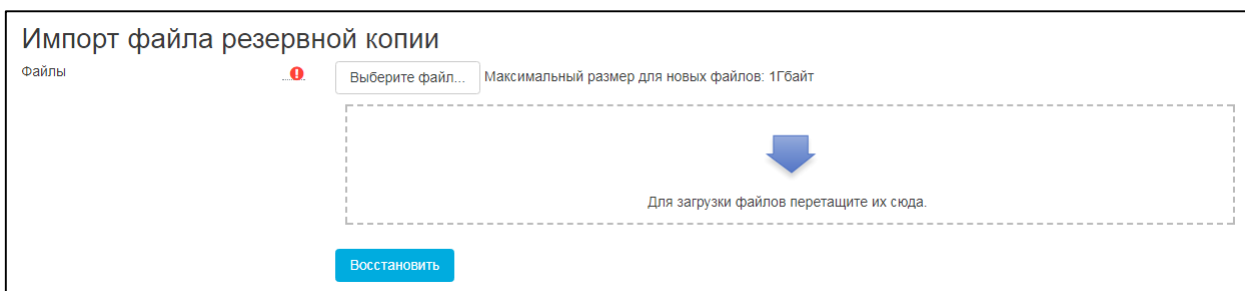 Импорт файла резервной копии
Файлы
Выберите файл... Максимальный размер для новых файлов: 1Гбайт
Для загрузки файлов перетащите их сюда.
Восстановить